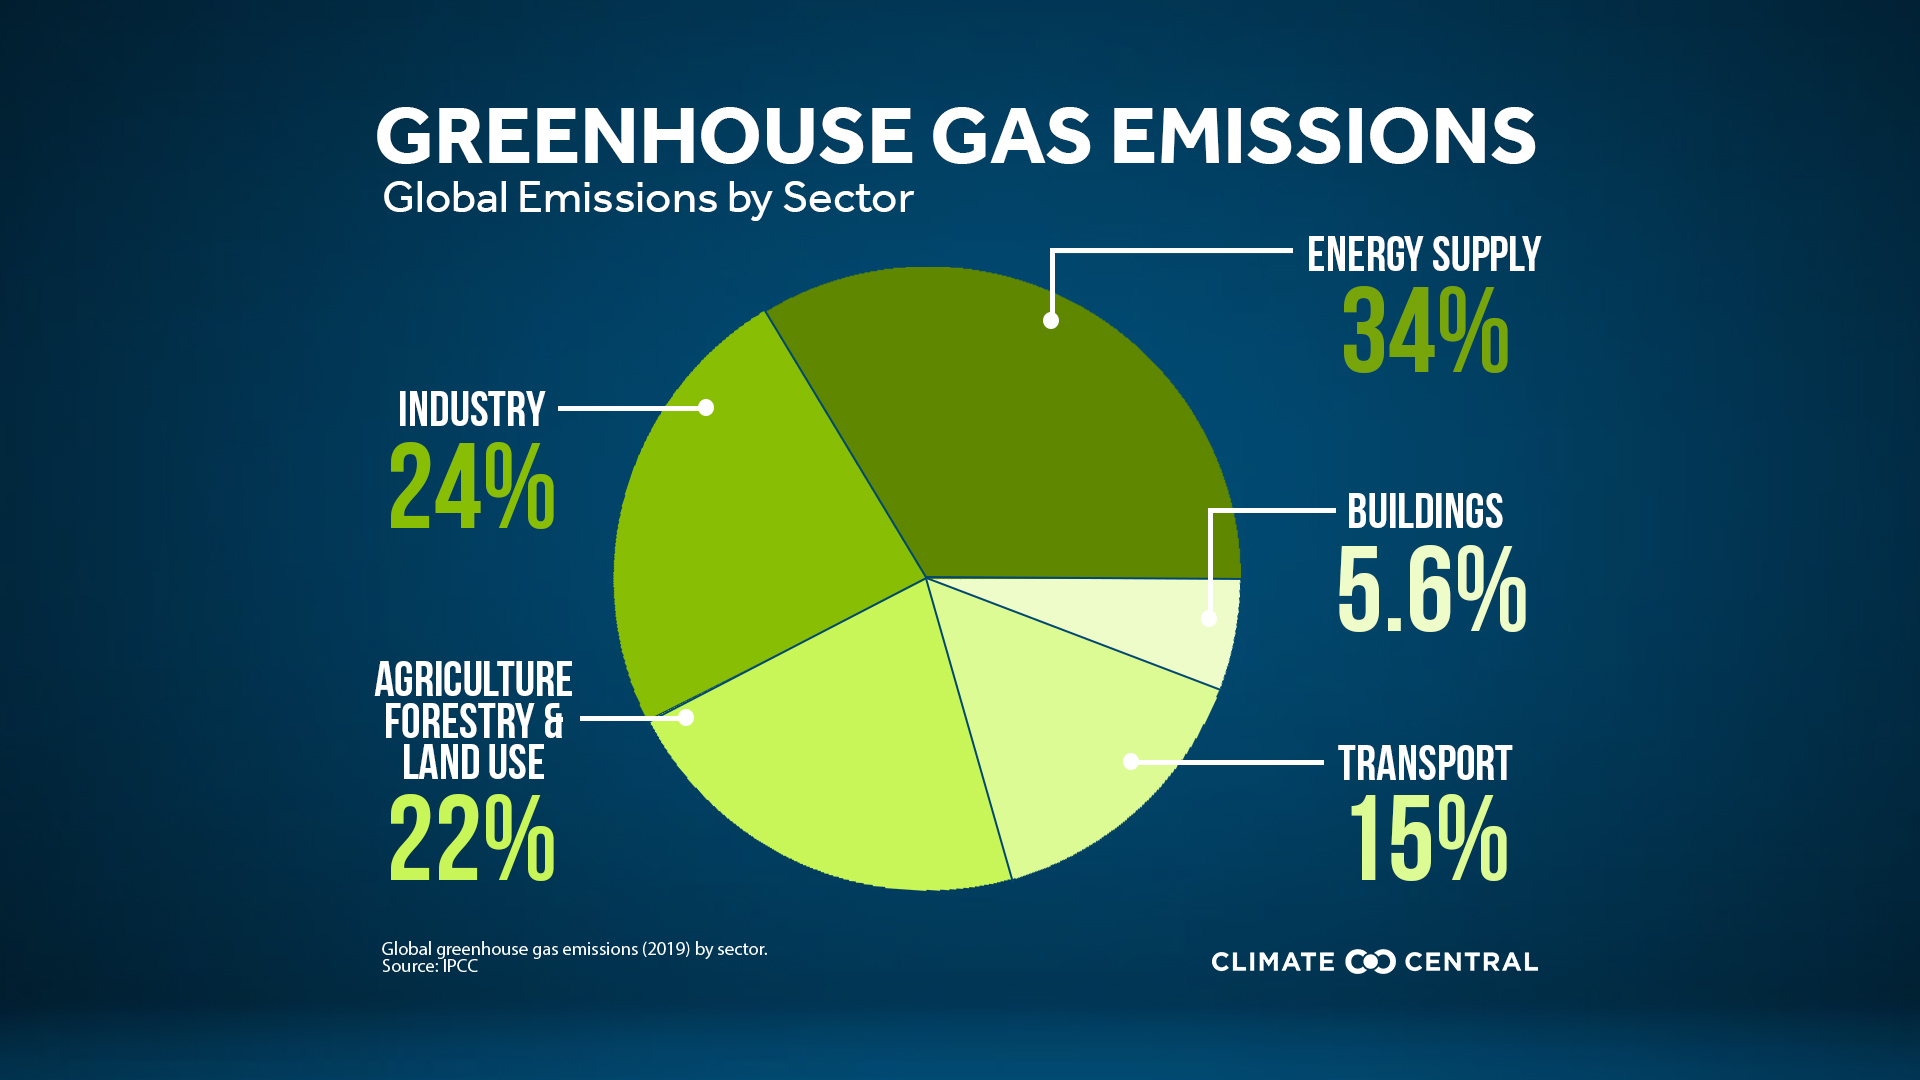 GREENHOUSE GAS EMISSIONS
Global Emissions by Sector
ENERGY SUPPLY
34%
INDUSTRY
24%
BUILDINGS
5.6%
AGRICULTURE
FORESTRY &
LAND USE
22%
TRANSPORT
15%
Global greenhouse gas emissions (2019) by sector.
Source: IPCC
CLIMATE CENTRAL